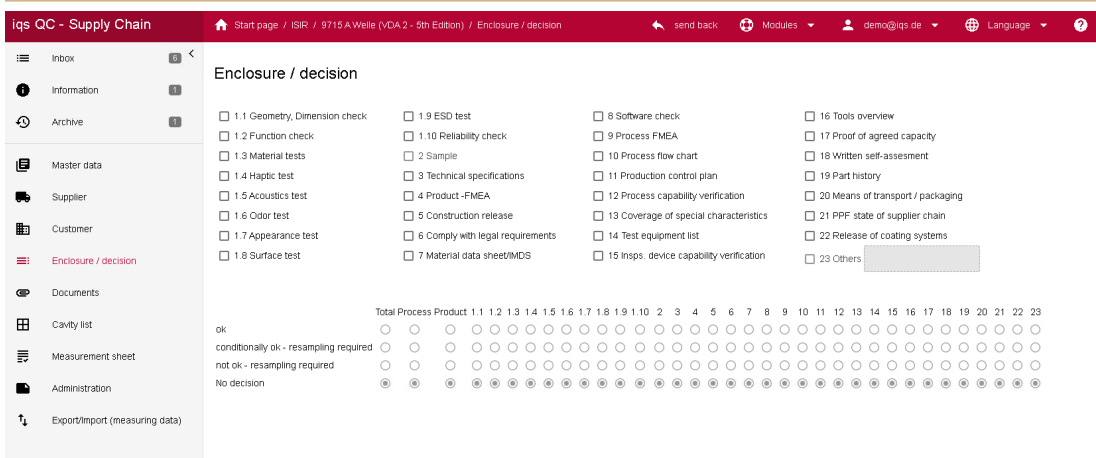 iqs QC - Supply Chain
Start page / ISIR / 9715 A Welle (VDA 2 - 5th Edition) / Enclosure / decision
send back
Modules
demo@iqs.de
Language
?
Inbox 6
Information 1
Archive 1
Master data
Supplier
Customer
Enclosure / decision
Documents
Cavity list
Measurement sheet
Administration
Export/Import (measuring data)
Enclosure / decision
1.1 Geometry, Dimension check
1.2 Function check
1.3 Material tests
1.4 Haptic test
1.5 Acoustics test
1.6 Odor test
1.7 Appearance test
1.8 Surface test
1.9 ESD test
1.10 Reliability check
2 Sample
3 Technical specifications
4 Product -FMEA
5 Construction release
6 Comply with legal requirements
7 Material data sheet/IMDS
8 Software check
9 Process FMEA
10 Process flow chart
11 Production control plan
12 Process capability verification
13 Coverage of special characteristics
14 Test equipment list
15 Insps. device capability verification
16 Tools overview
17 Proof of agreed capacity
18 Written self-assesment
19 Part history
20 Means of transport / packaging
21 PPF state of supplier chain
22 Release of coating systems
23 Others
Total Process Product 1.1 1.2 1.3 1.4 1.5 1.6 1.7 1.8 1.9 1.10 2 3 4 5 6 7 8 9 10 11 12 13 14 15 16 17 18 19 20 21 22 23
ok
conditionally ok - resampling required
not ok - resampling required
No decision